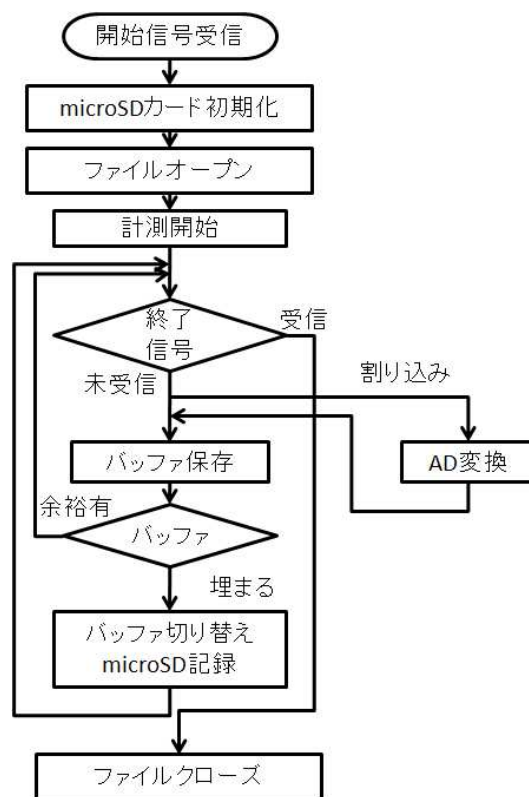 開始信号受信
microSDカード初期化
ファイルオープン
計測開始
終了
信号
受信
未受信
割り込み
バッファ保存
AD変換
余裕有
バッファ
埋まる
バッファ切り替え
microSD記録
ファイルクローズ